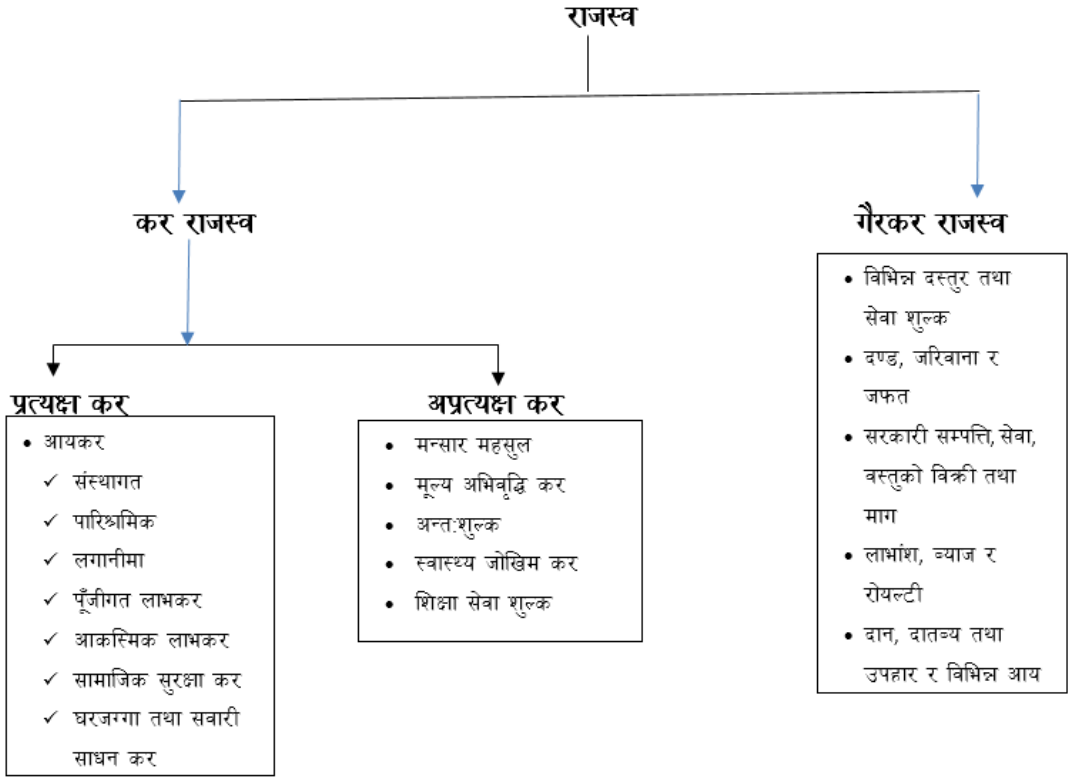 राजस्व
कर राजस्व
गैरकर राजस्व
प्रत्यक्षा कर
• आयकर
✓ संस्थागत
✓ पारिश्रमिक
✓ लगानीमा
✓ पूँजीगत लाभकर
✓ आकस्मिक लाभकर
✓ सामाजिक सुरक्षा कर
✓ घरजग्गा तथा सवारी
साधन कर
अप्रत्यक्षा कर
• मन्सार महसुल
• मूल्य अभिवृद्धि कर
• अन्त:शुल्क
• स्वास्थ्य जोखिम कर
• शिक्षा सेवा शुल्क
• विभिन्न दस्तुर तथा
सेवा शुल्क
• दण्ड, जरिवाना र
जफत
• सरकारी सम्पत्ति, सेवा,
वस्तुको विक्री तथा
माग
• लाभांश, ब्याज र
रोयल्टी
• दान, दातब्य तथा
उपहार र विभिन्न आय